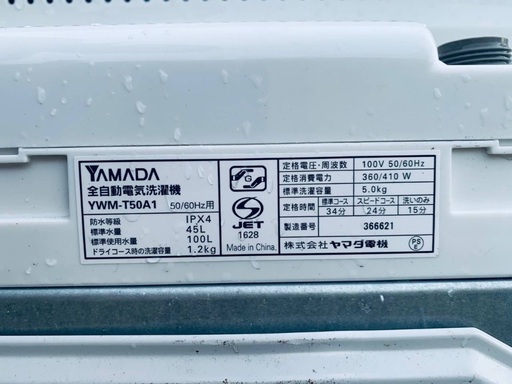 YAMADA
全自動電気洗濯機
YWM-T50A1 50/60Hz用
防水等級 IPX4
標準水量 45L
標準使用水量 100L
ドライコース時の洗濯容量 1.2kg
JET
1628
Made in China.
定格電圧・周波数 100V 50/60Hz
定格消費電力 360/410 W
標準洗濯容量 5.0kg
定格時間 標準コース スピードコース 洗いのみ
34分 24分 15分
製造番号 366621
株式会社ヤマダ電機
PS
E